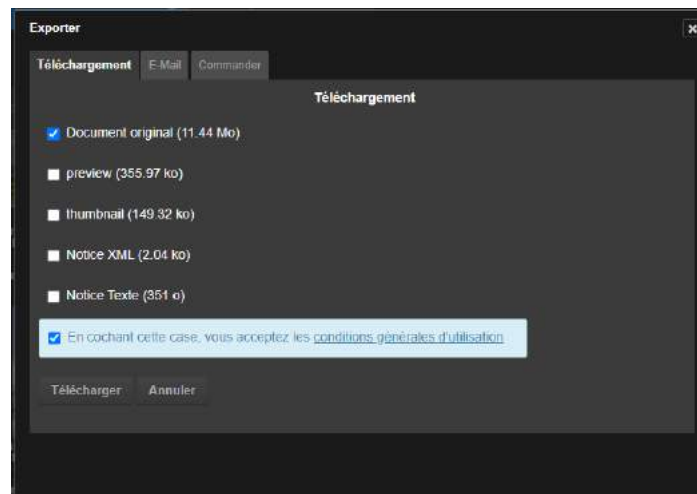 Exporter
Téléchargement E-Mail Commander
Téléchargement
Document original (11.44 Mo)
preview (355.97 ko)
thumbnail (149.32 ko)
Notice XML (2.04 ko)
Notice Texte (351 o)
En cochant cette case, vous acceptez les conditions générales d'utilisation
Télécharger Annuler